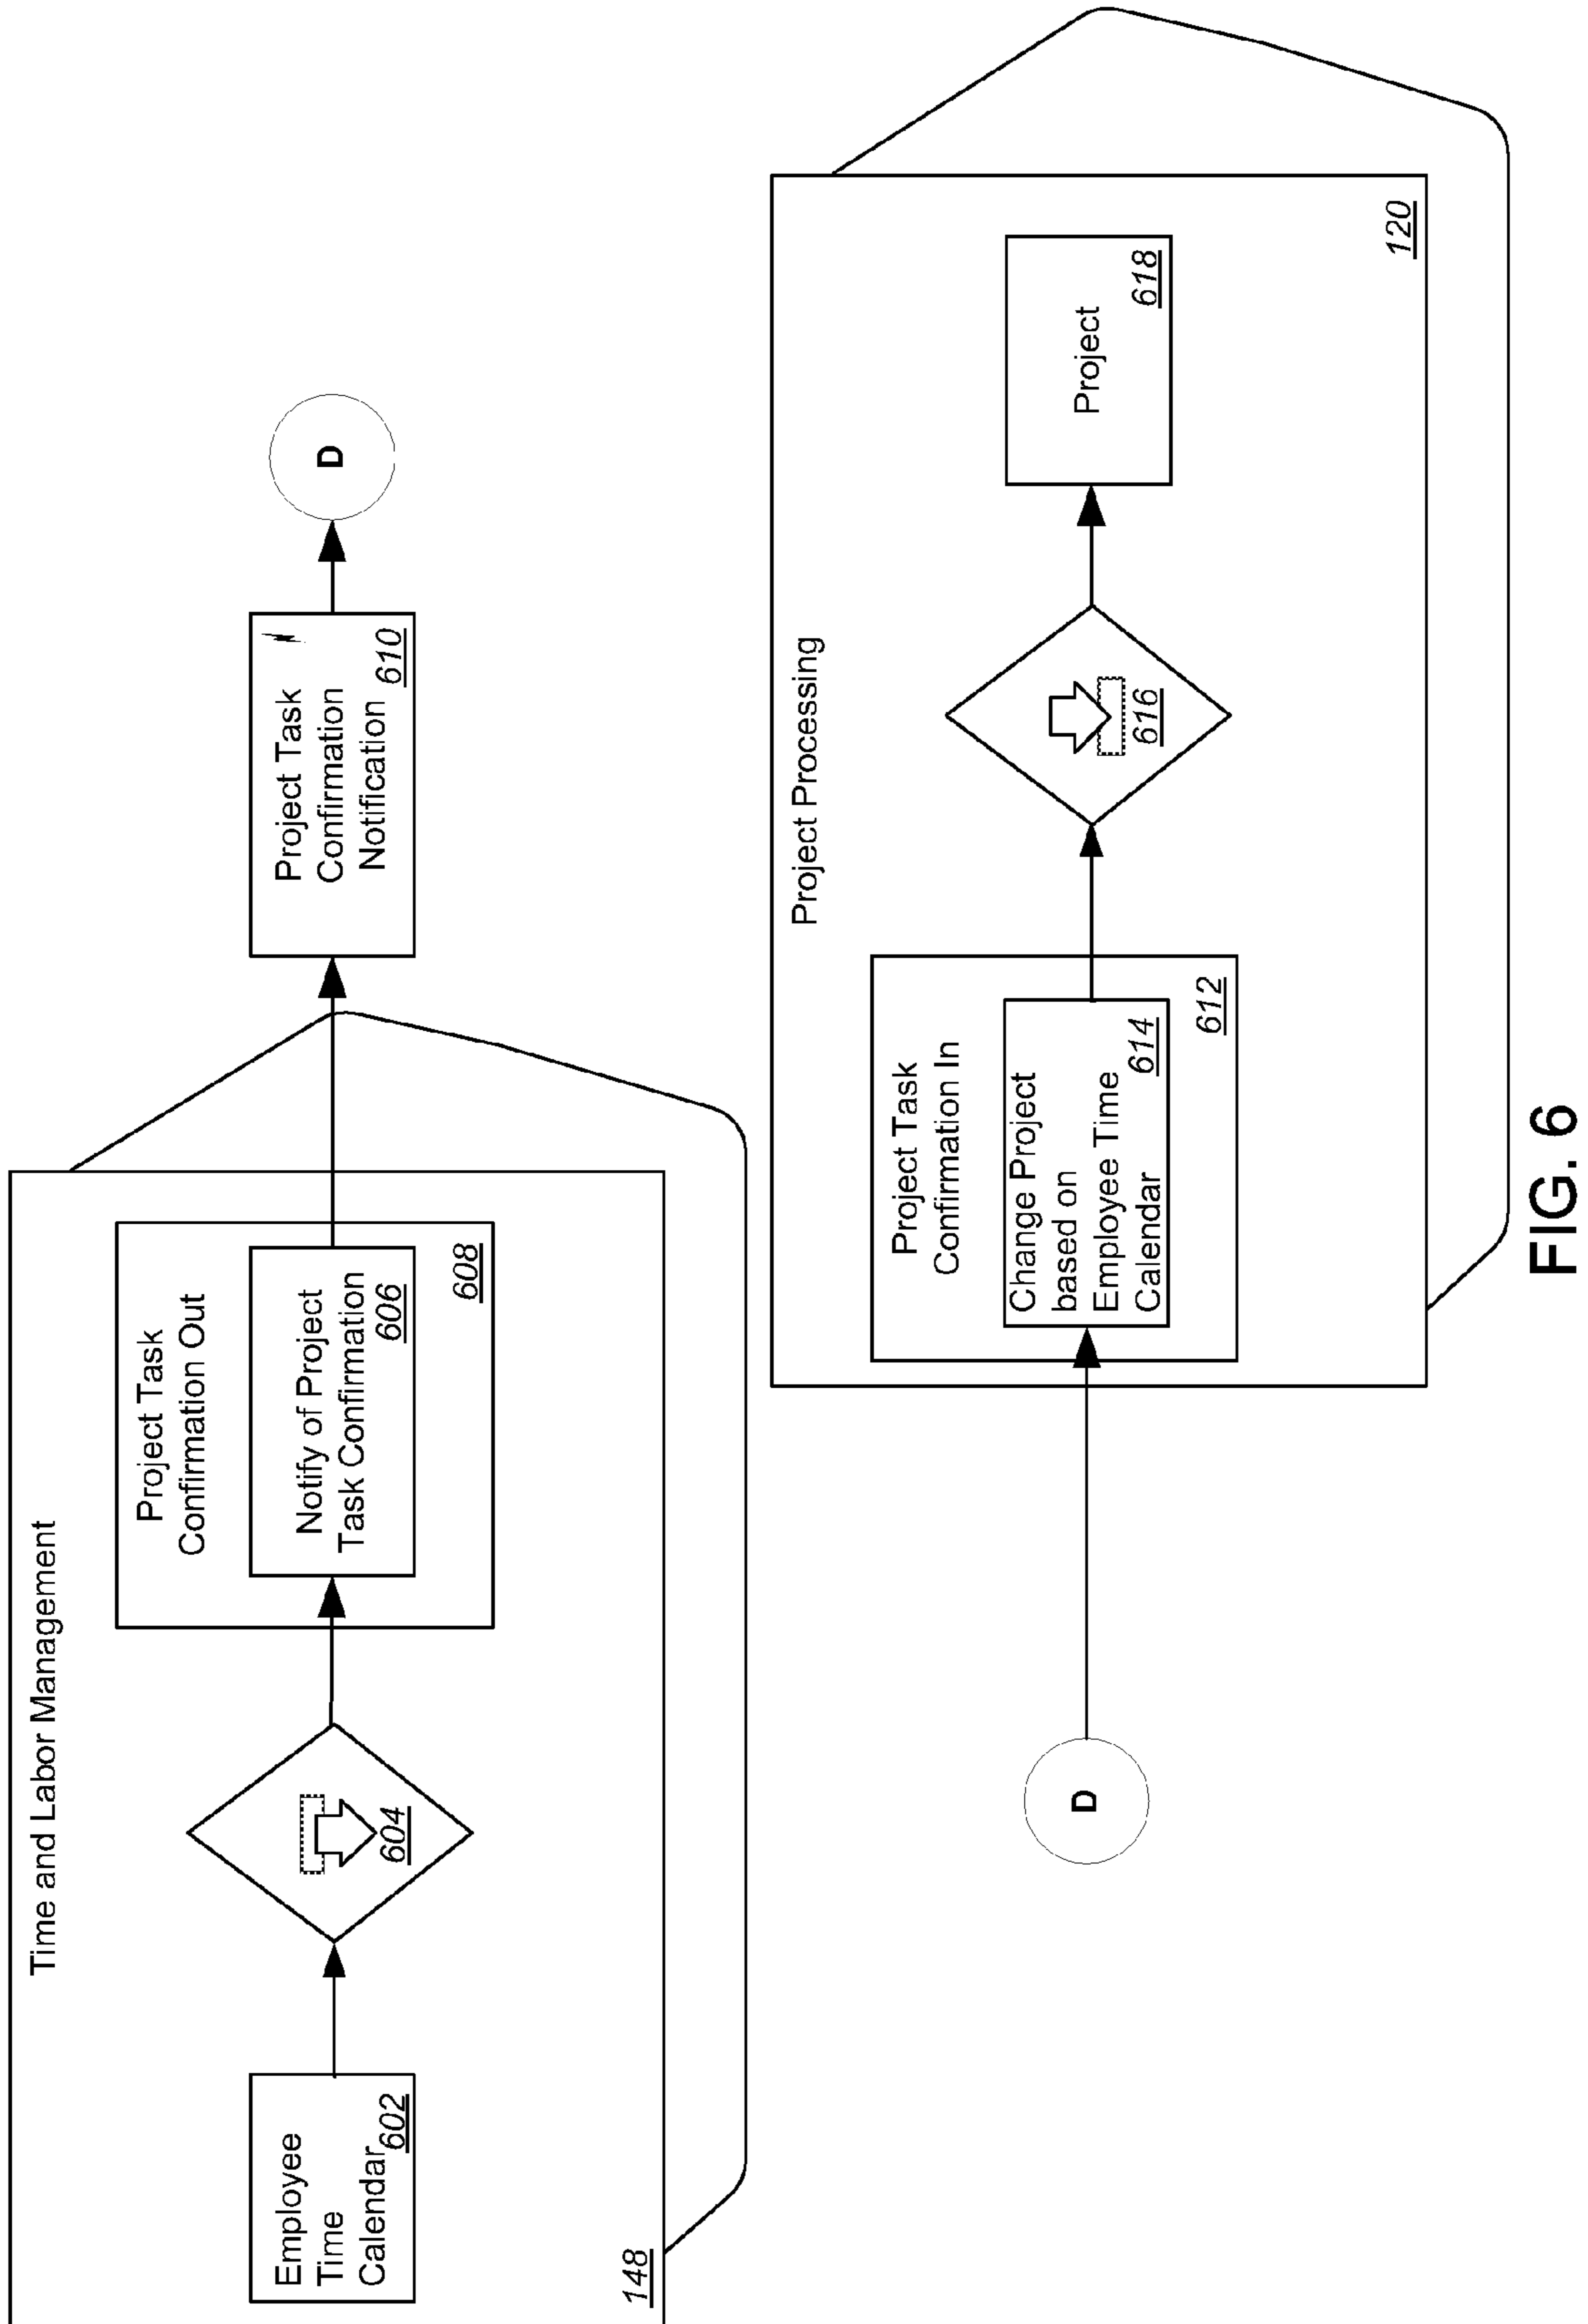 Time and Labor Management
Employee
Time
Calendar
602
604
Project Task
Confirmation Out
Notify of Project
Task Confirmation
606
608
148
Project Task
Confirmation
Notification
610
D
D
Project Processing
Project Task
Confirmation In
Change Project
based on
Employee Time
Calendar
614
612
616
Project
618
120
FIG. 6